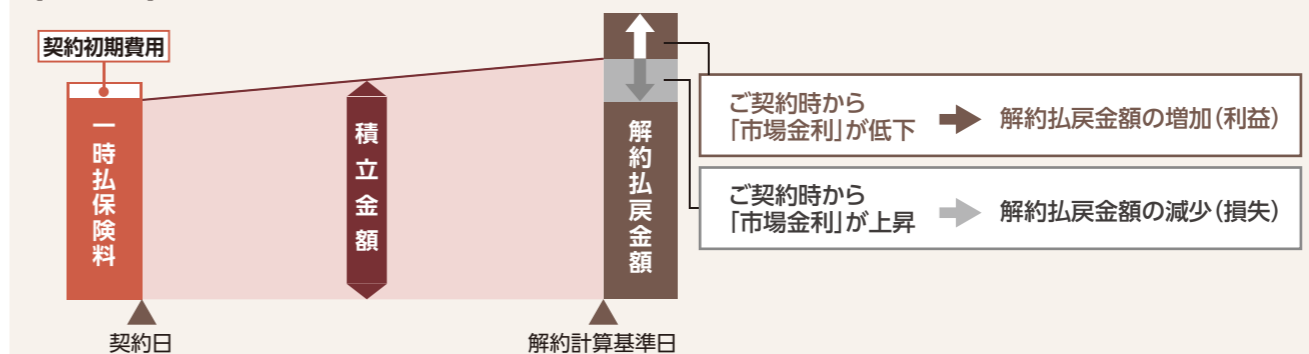 契約初期費用
一時払保険料
積立金額
解約払戻金額
ご契約時から
「市場金利」が低下
解約払戻金額の増加(利益)
ご契約時から
「市場金利」が上昇
解約払戻金額の減少(損失)
契約日
解約計算基準日